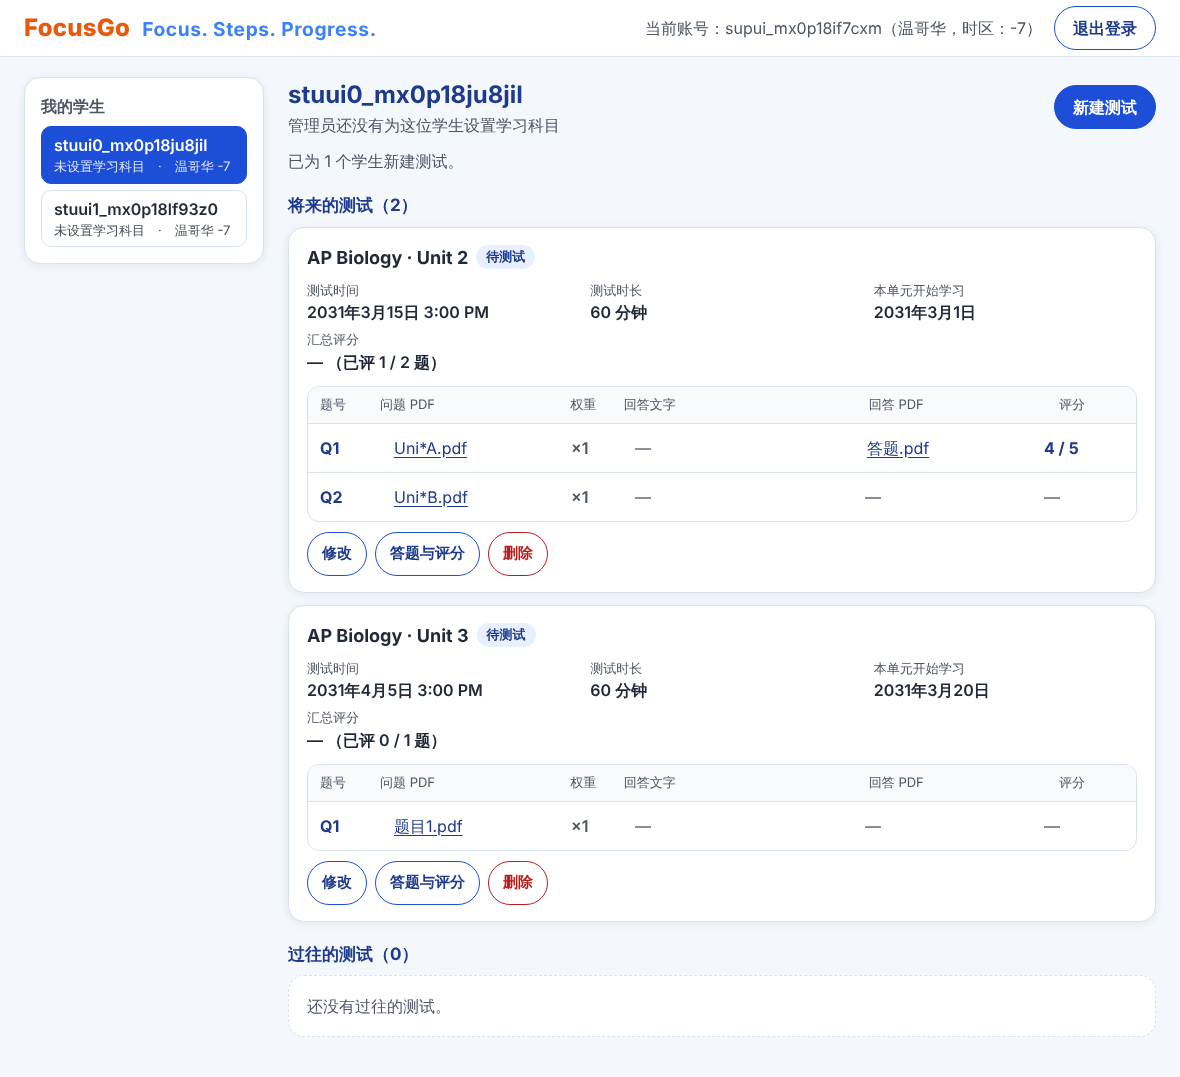 FocusGo Focus. Steps. Progress.
当前账号：supui_mx0p18if7cxm（温哥华，时区：-7） 退出登录
我的学生
stuui0_mx0p18ju8jil
未设置学习科目 · 温哥华 -7
stuui1_mx0p18lf93z0
未设置学习科目 · 温哥华 -7
stuui0_mx0p18ju8jil
管理员还没有为这位学生设置学习科目
新建测试
已为 1 个学生新建测试。
将来的测试（2）
AP Biology · Unit 2 待测试
测试时间 测试时长 本单元开始学习
2031年3月15日 3:00 PM 60 分钟 2031年3月1日
汇总评分
— （已评 1 / 2 题）
题号 问题 PDF 权重 回答文字 回答 PDF 评分
Q1 Uni*A.pdf ×1 — 答题.pdf 4 / 5
Q2 Uni*B.pdf ×1 — — —
修改 答题与评分 删除
AP Biology · Unit 3 待测试
测试时间 测试时长 本单元开始学习
2031年4月5日 3:00 PM 60 分钟 2031年3月20日
汇总评分
— （已评 0 / 1 题）
题号 问题 PDF 权重 回答文字 回答 PDF 评分
Q1 题目1.pdf ×1 — — —
修改 答题与评分 删除
过往的测试（0）
还没有过往的测试。